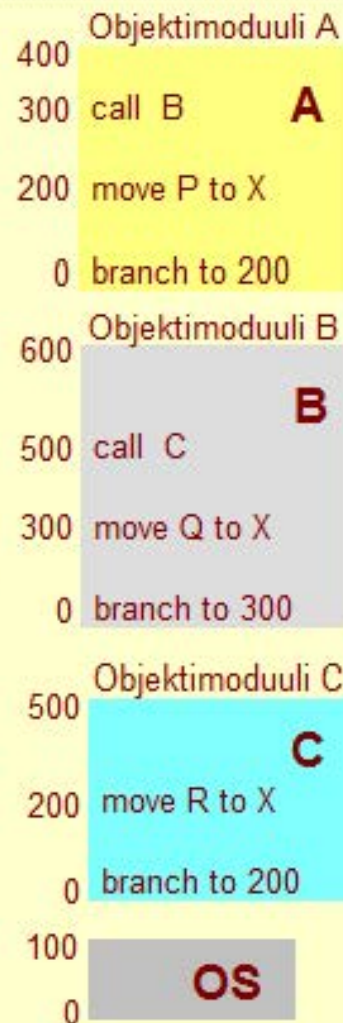 Objektimoduuli A
400
300 call B A
200 move P to X
0 branch to 200
Objektimoduuli B
600
B
500 call C
300 move Q to X
0 branch to 300
Objektimoduuli C
500
C
200 move R to X
0 branch to 200
100
OS
0